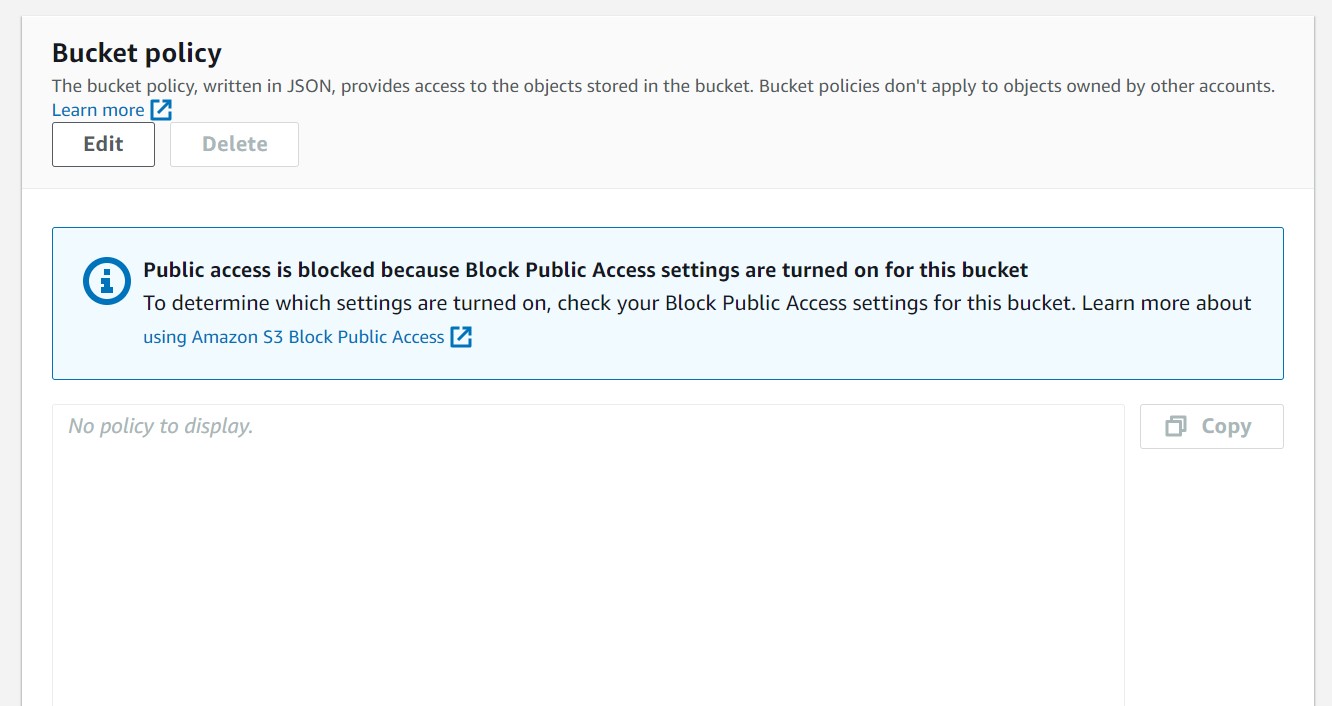 Bucket policy
The bucket policy, written in JSON, provides access to the objects stored in the bucket. Bucket policies don't apply to objects owned by other accounts.
Learn more
Edit
Delete
Public access is blocked because Block Public Access settings are turned on for this bucket
To determine which settings are turned on, check your Block Public Access settings for this bucket. Learn more about
using Amazon S3 Block Public Access
No policy to display.
Copy